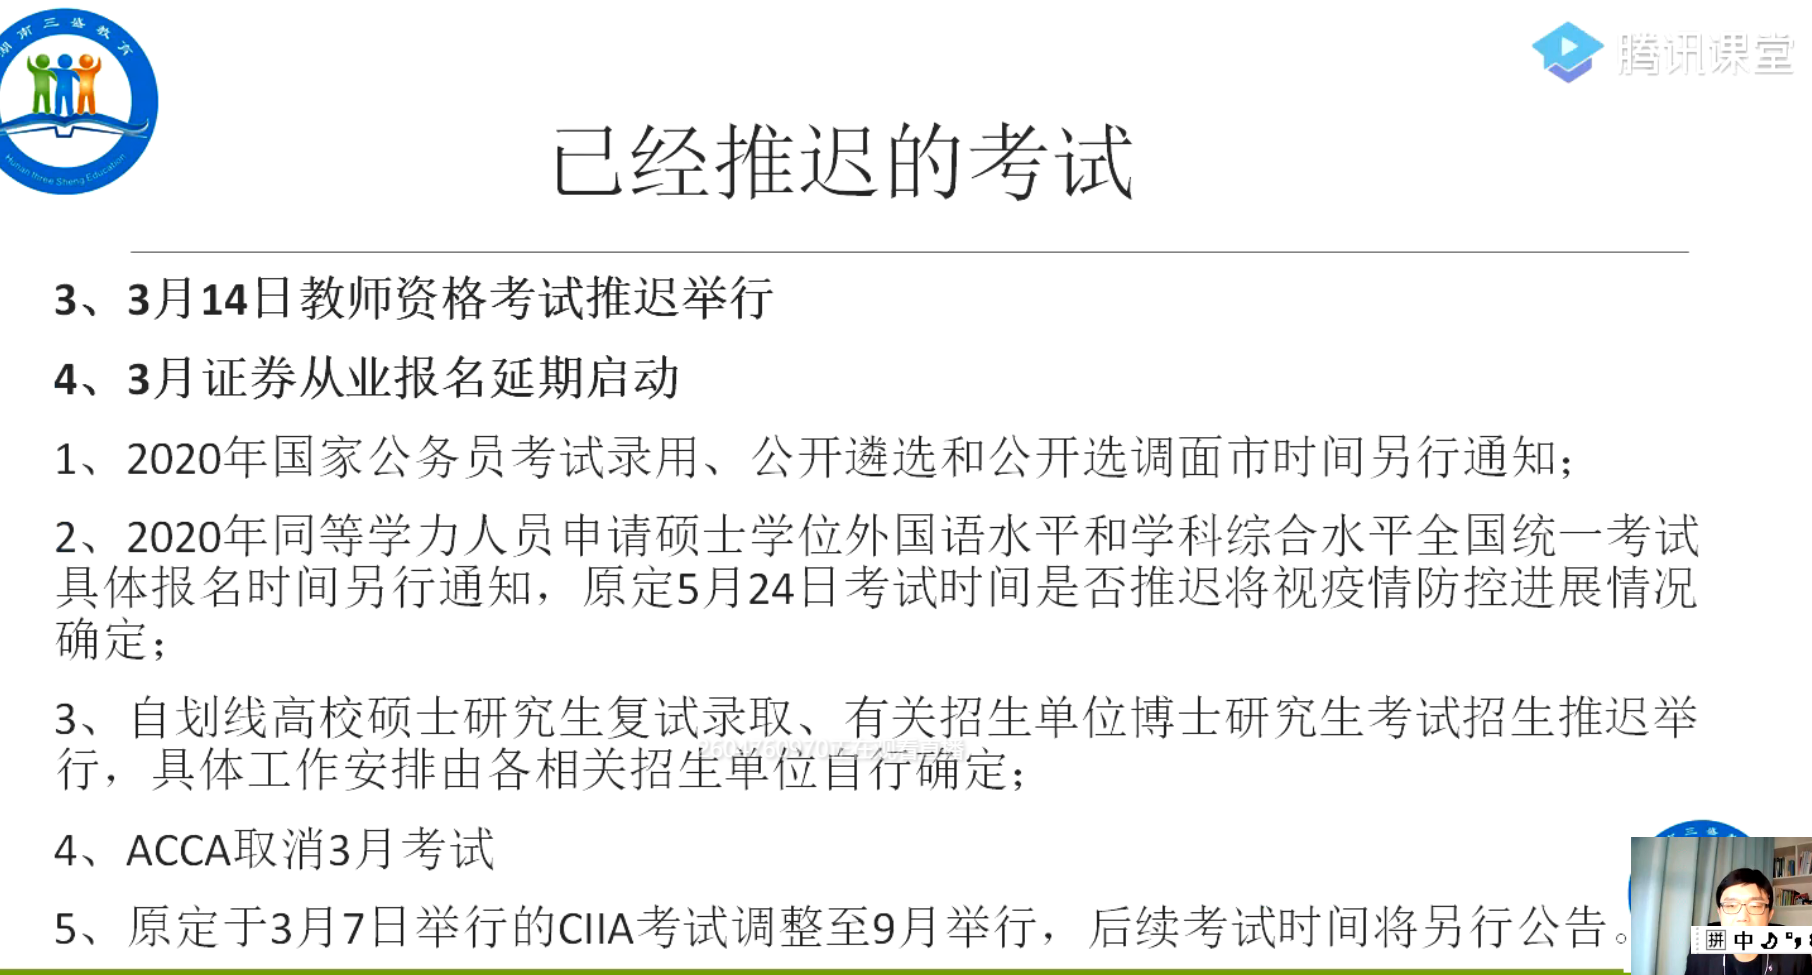 湖南三盛教育
Hunan three Sheng Education
腾讯课堂
已经推迟的考试
3、3月14日教师资格考试推迟举行
4、3月证券从业报名延期启动
1、2020年国家公务员考试录用、公开遴选和公开选调面市时间另行通知；
2、2020年同等学力人员申请硕士学位外国语水平和学科综合水平全国统一考试
具体报名时间另行通知，原定5月24日考试时间是否推迟将视疫情防控进展情况
确定；
3、自划线高校硕士研究生复试录取、有关招生单位博士研究生考试招生推迟举
行，具体工作安排由各相关招生单位自行确定；
正在观看直播
4、ACCA取消3月考试
5、原定于3月7日举行的CIIA考试调整至9月举行，后续考试时间将另行公告。
拼 中